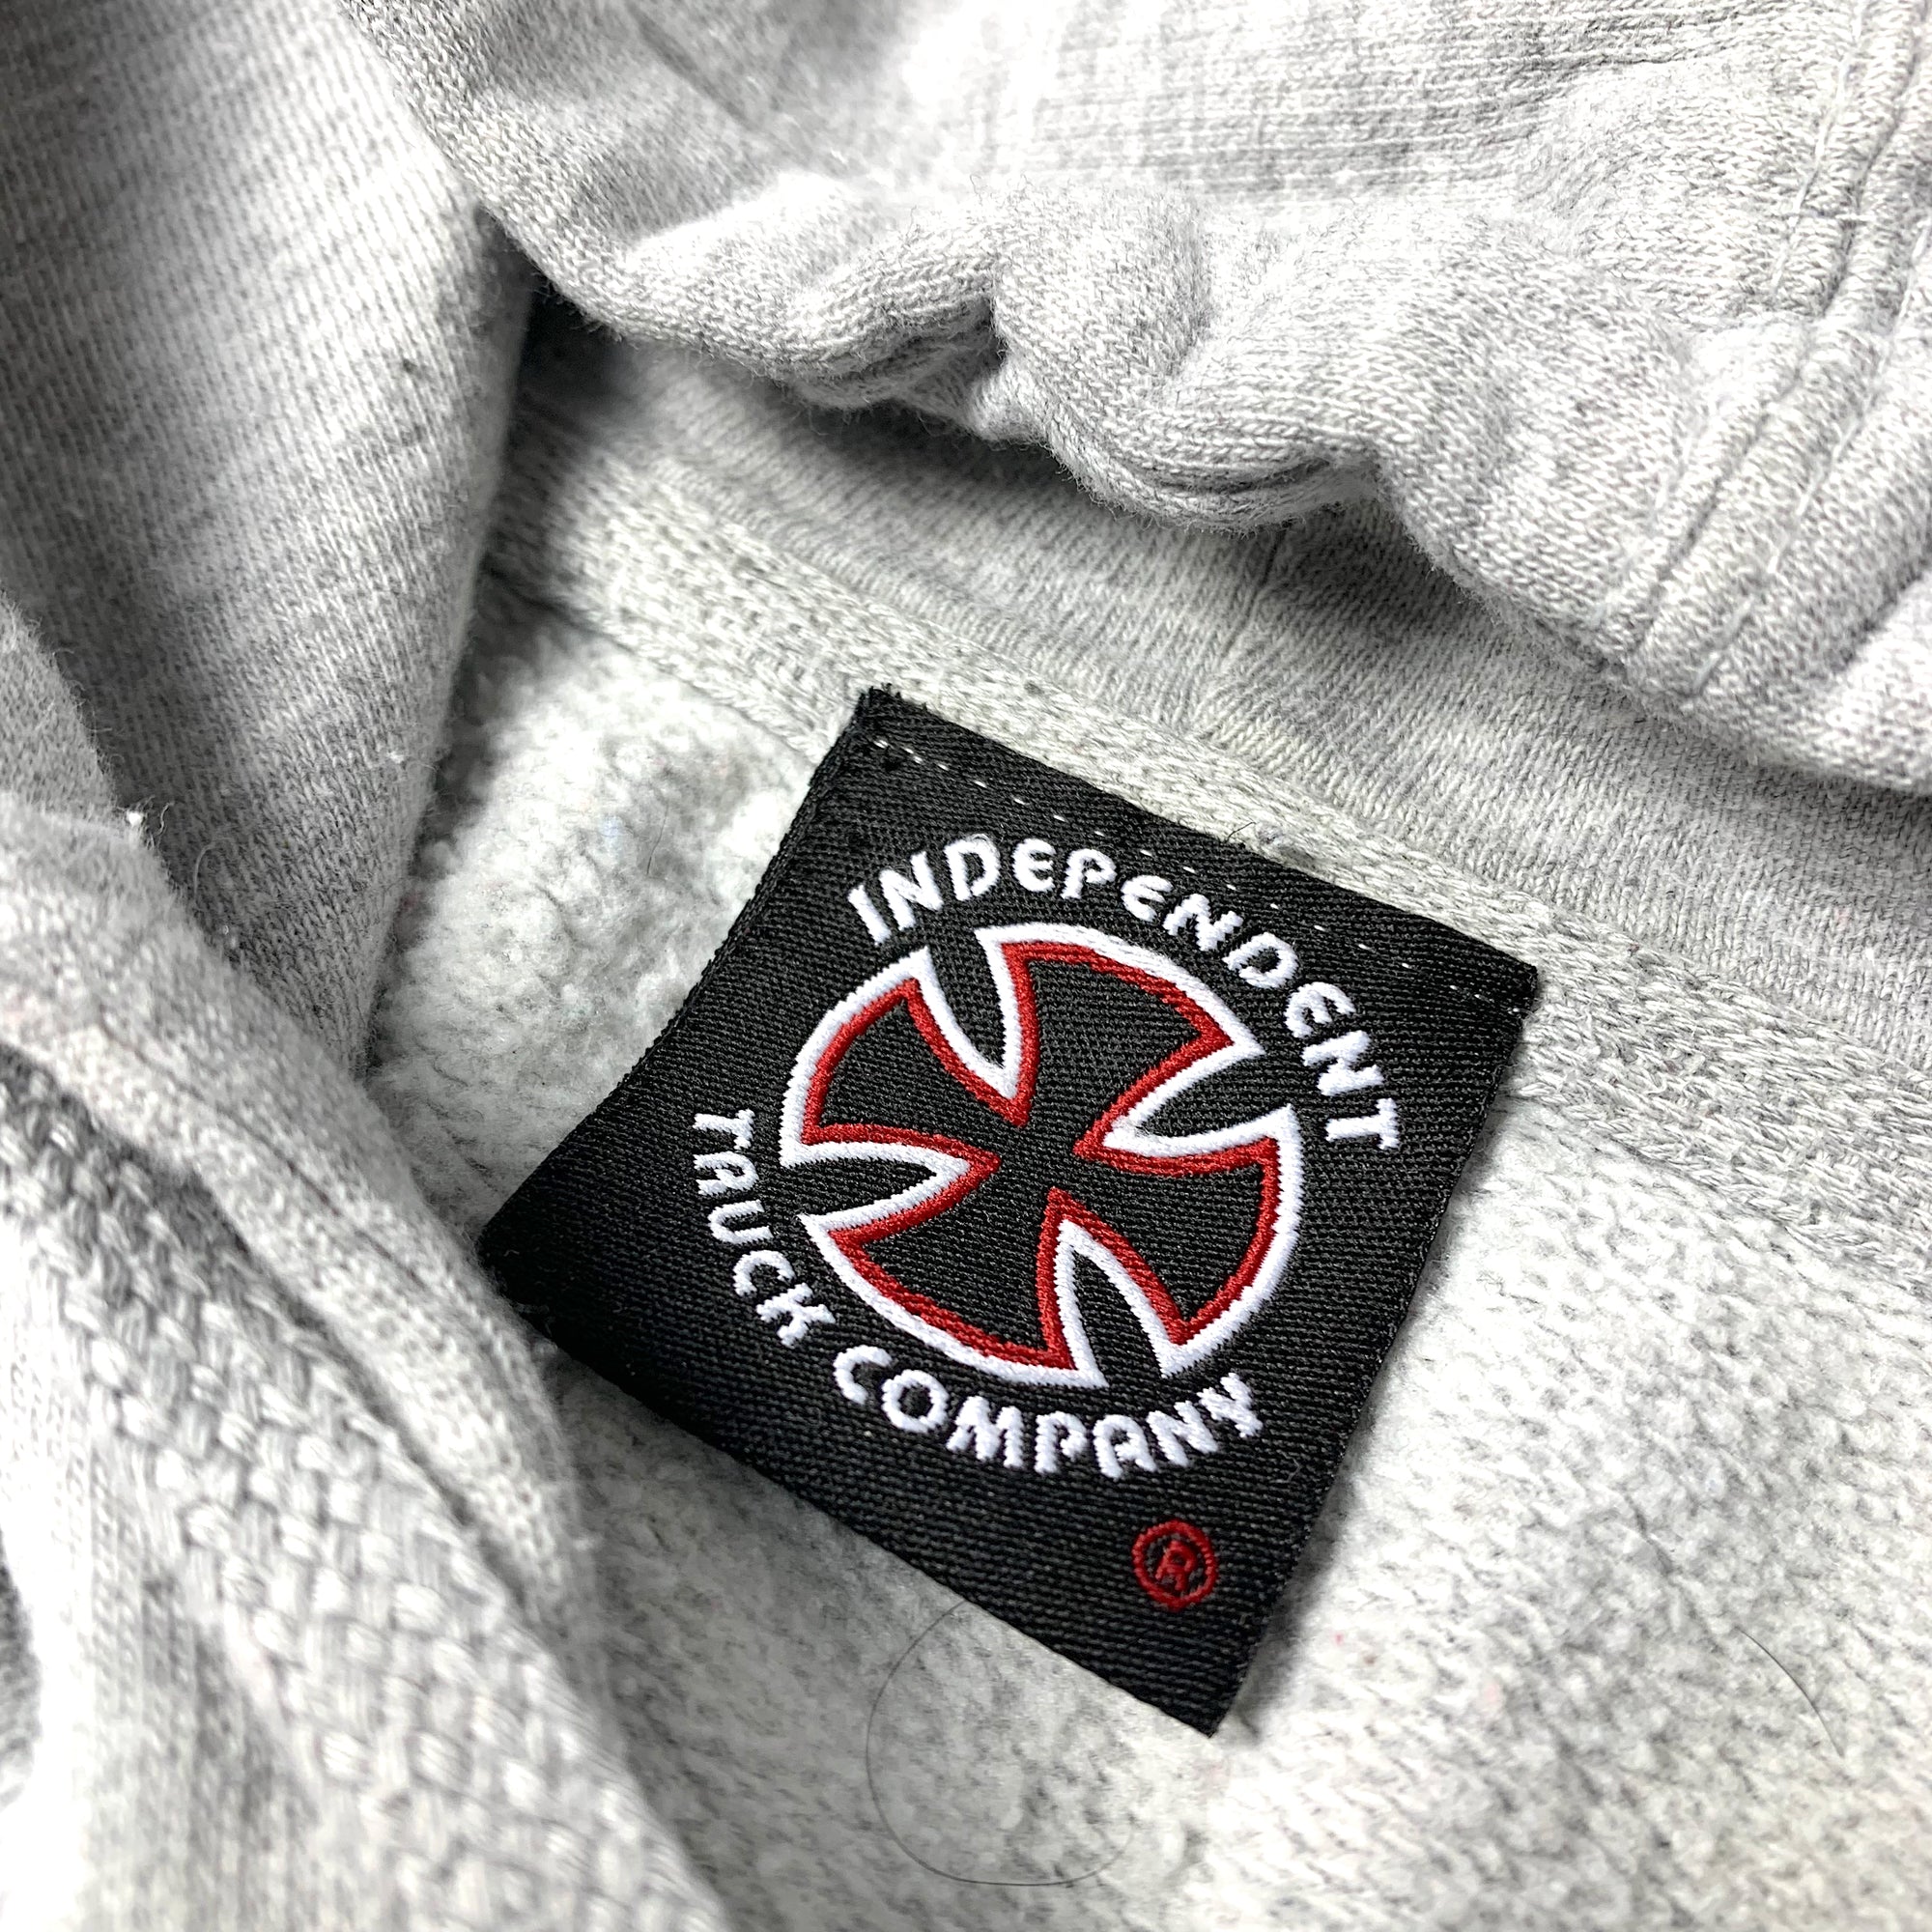 INDEPENDENT
TRUCK COMPANY
®